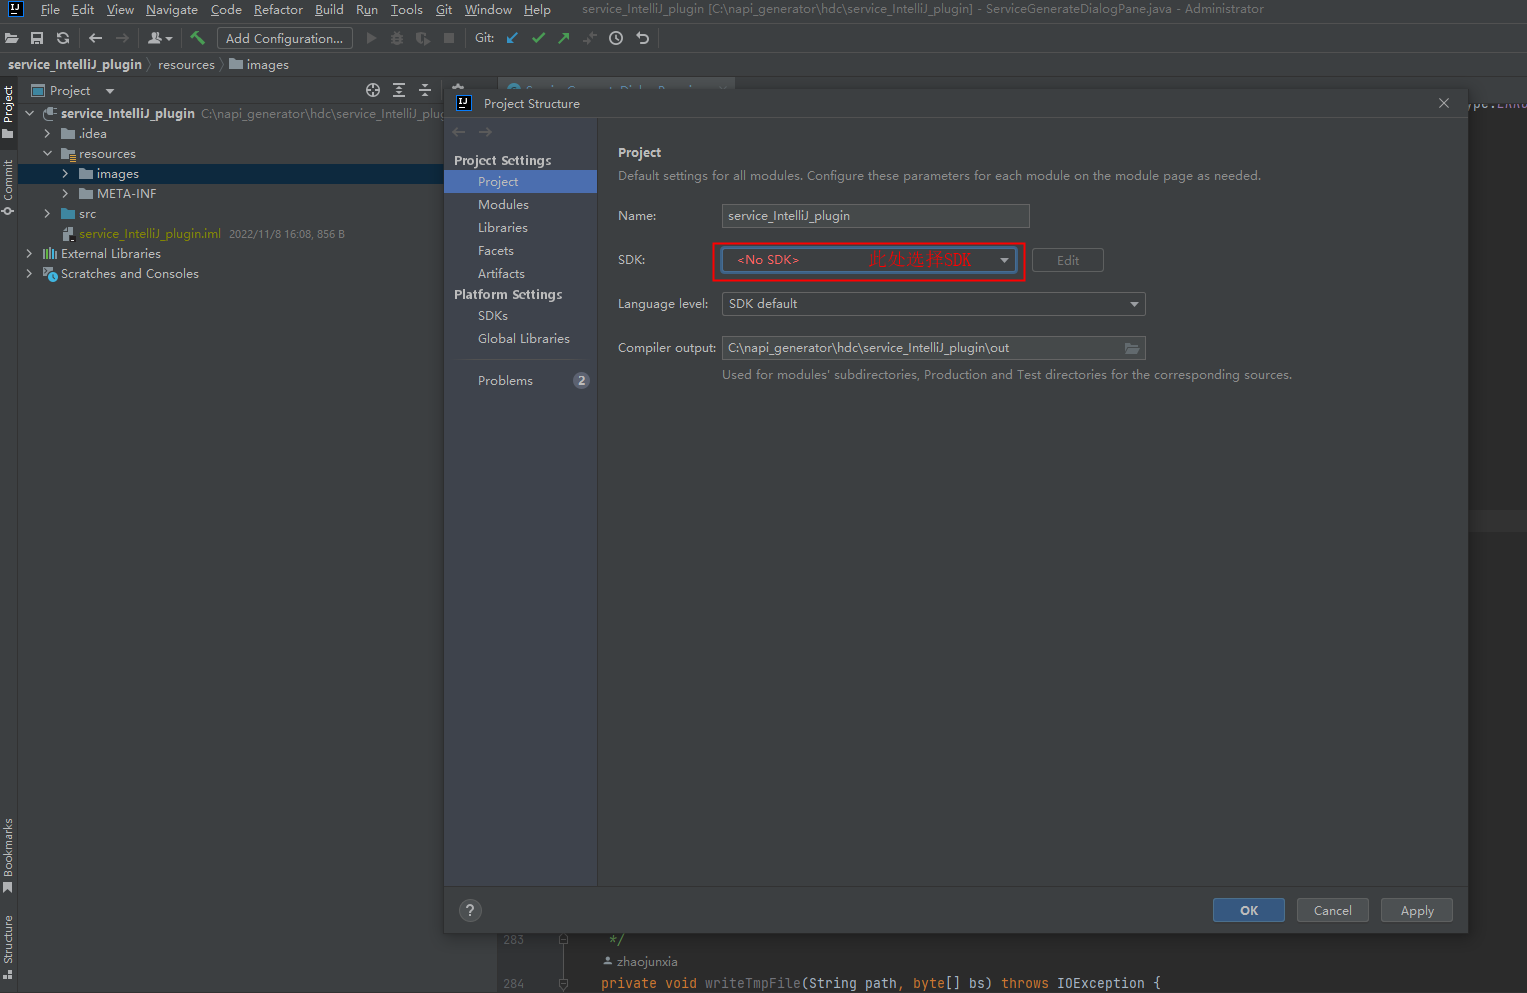 File Edit View Navigate Code Refactor Build Run Tools Git Window Help service_IntelliJ_plugin [C:\napi_generator\hdc\service_IntelliJ_plugin] - ServiceGenerateDialogPane.java - Administrator
Add Configuration... Git:
service_IntelliJ_plugin resources images
Project
service_IntelliJ_plugin C:\napi_generator\hdc\service_IntelliJ_plug
.idea
resources
images
META-INF
src
service_IntelliJ_plugin.iml 2022/11/8 16:08, 856 B
External Libraries
Scratches and Consoles
Project
Commit
Bookmarks
Structure
Project Structure
Project Settings
Project
Modules
Libraries
Facets
Artifacts
Platform Settings
SDKs
Global Libraries
Problems 2
Project
Default settings for all modules. Configure these parameters for each module on the module page as needed.
Name: service_IntelliJ_plugin
SDK: <No SDK> 此处选择SDK Edit
Language level: SDK default
Compiler output: C:\napi_generator\hdc\service_IntelliJ_plugin\out
Used for modules' subdirectories, Production and Test directories for the corresponding sources.
? OK Cancel Apply
283 */
zhaojunxia
284 private void writeTmpFile(String path, byte[] bs) throws IOException {